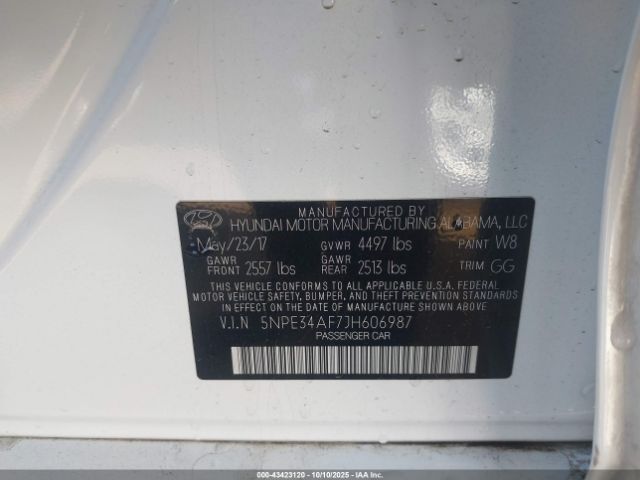 MANUFACTURED BY
HYUNDAI MOTOR MANUFACTURING ALABAMA, LLC
May/23/17 GVWR 4497 lbs PAINT W8
GAWR FRONT 2557 lbs GAWR REAR 2513 lbs TRIM GG
THIS VEHICLE CONFORMS TO ALL APPLICABLE U.S.A. FEDERAL
MOTOR VEHICLE SAFETY, BUMPER, AND THEFT PREVENTION STANDARDS
IN EFFECT ON THE DATE OF MANUFACTURE SHOWN ABOVE
V.I.N 5NPE34AF7JH606987
PASSENGER CAR
000-43423120 - 10/10/2025 - IAA Inc.